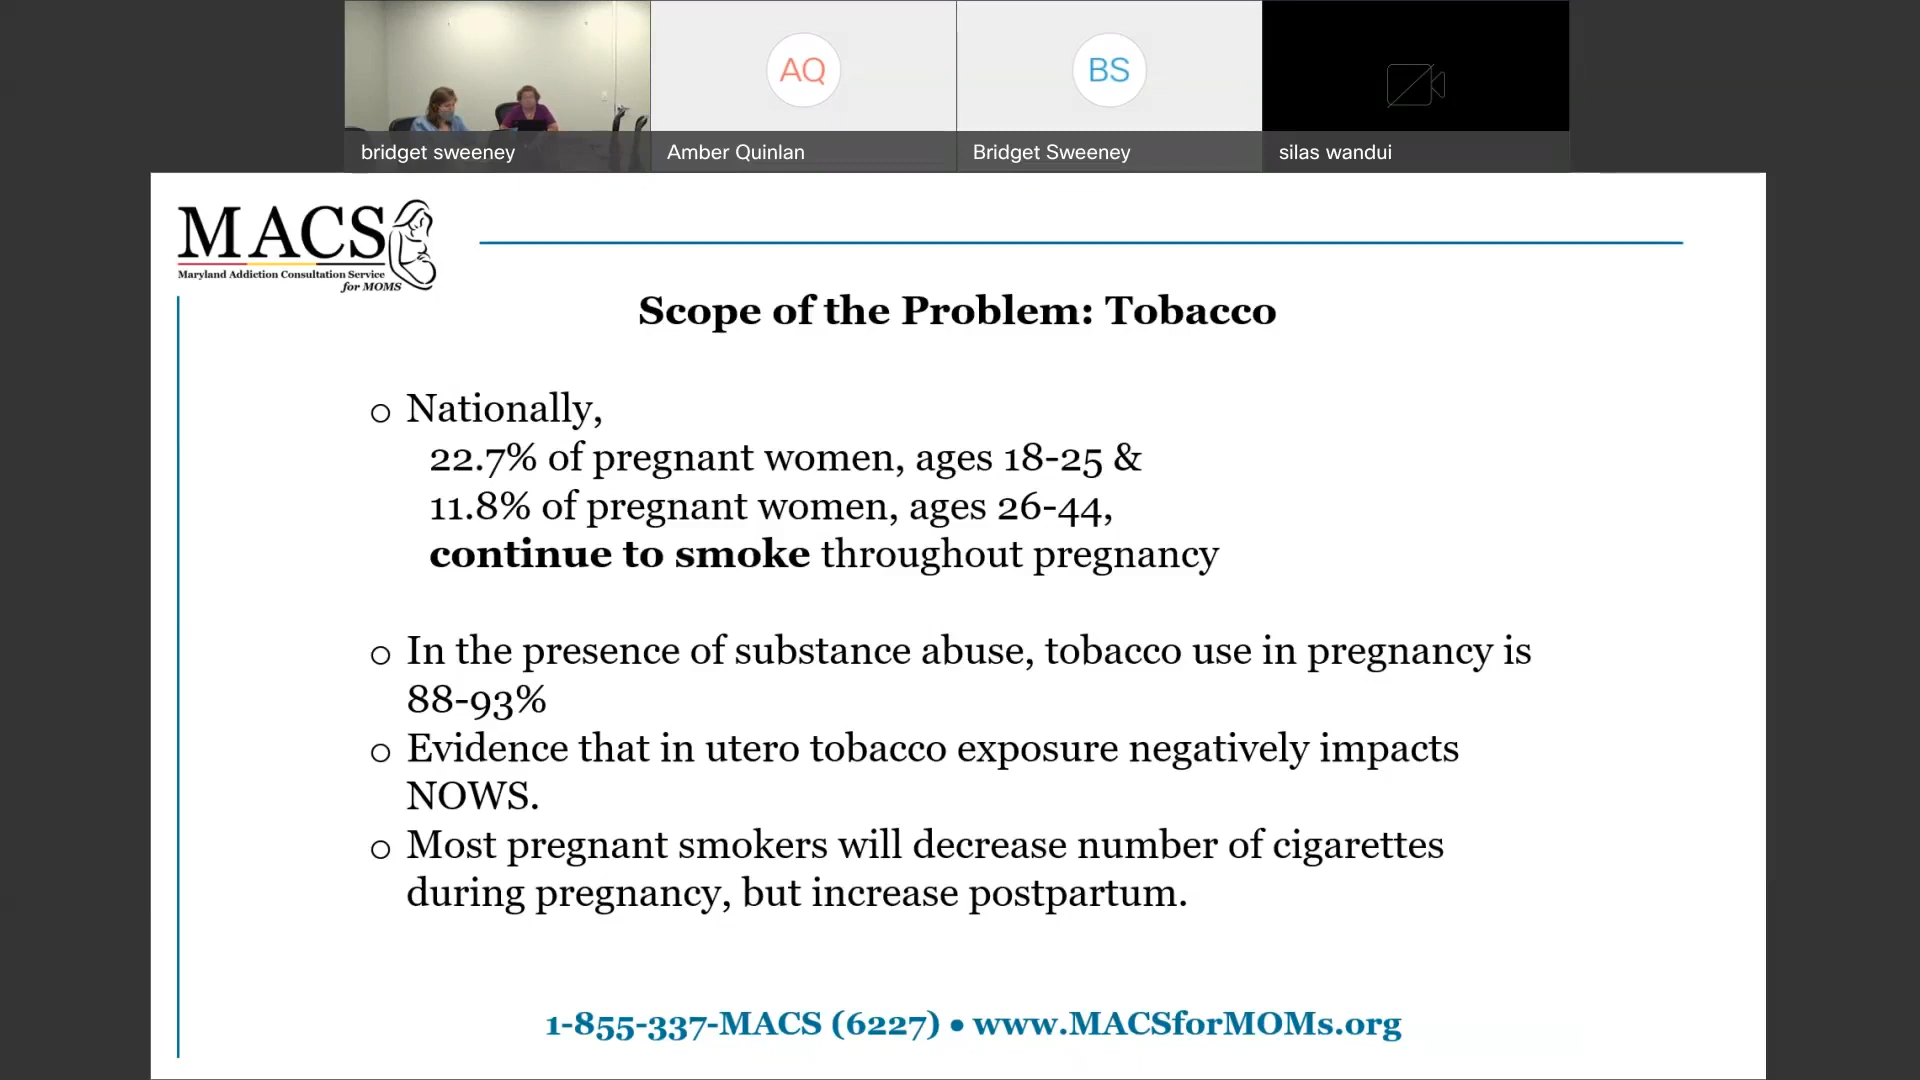 AQ
BS
bridget sweeney
Amber Quinlan
Bridget Sweeney
silas wandui
MACS
Maryland Addiction Consultation Service
for MOMS
Scope of the Problem: Tobacco
o Nationally,
22.7% of pregnant women, ages 18-25 &
11.8% of pregnant women, ages 26-44,
continue to smoke throughout pregnancy
o In the presence of substance abuse, tobacco use in pregnancy is
88-93%
o Evidence that in utero tobacco exposure negatively impacts
NOWS.
o Most pregnant smokers will decrease number of cigarettes
during pregnancy, but increase postpartum.
1-855-337-MACS (6227) • www.MACSforMOMs.org